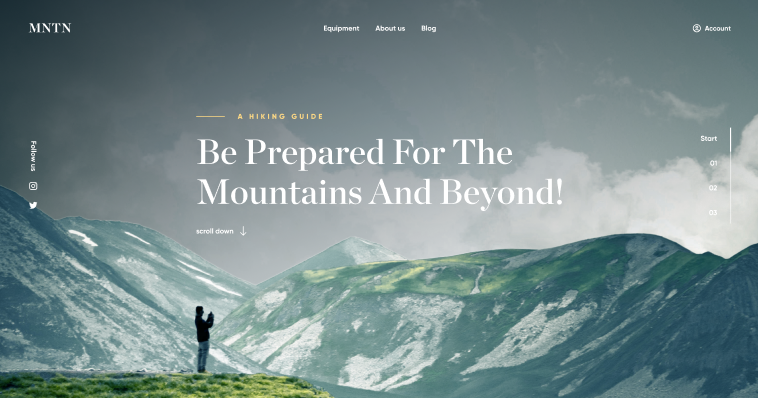 MNTN
Equipment About us Blog
Account
A HIKING GUIDE
Be Prepared For The
Mountains And Beyond!
scroll down
Follow us
Start
01
02
03